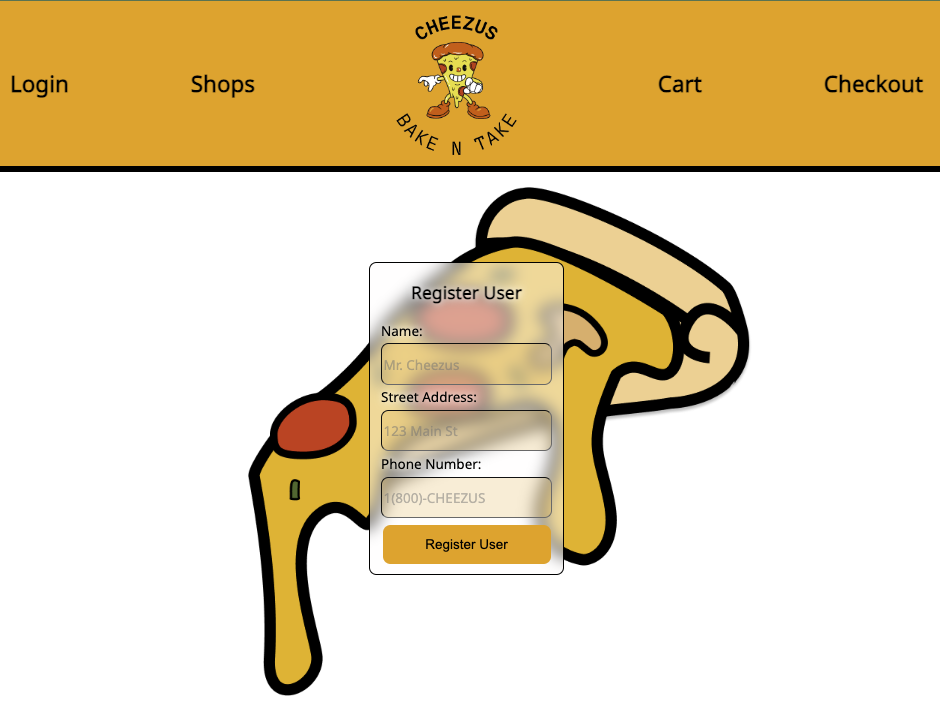 CHEEZUS
Login
Shops
Cart
Checkout
BAKE N TAKE
Register User
Name:
Mr. Cheezus
Street Address:
123 Main St
Phone Number:
1(800)-CHEEZUS
Register User